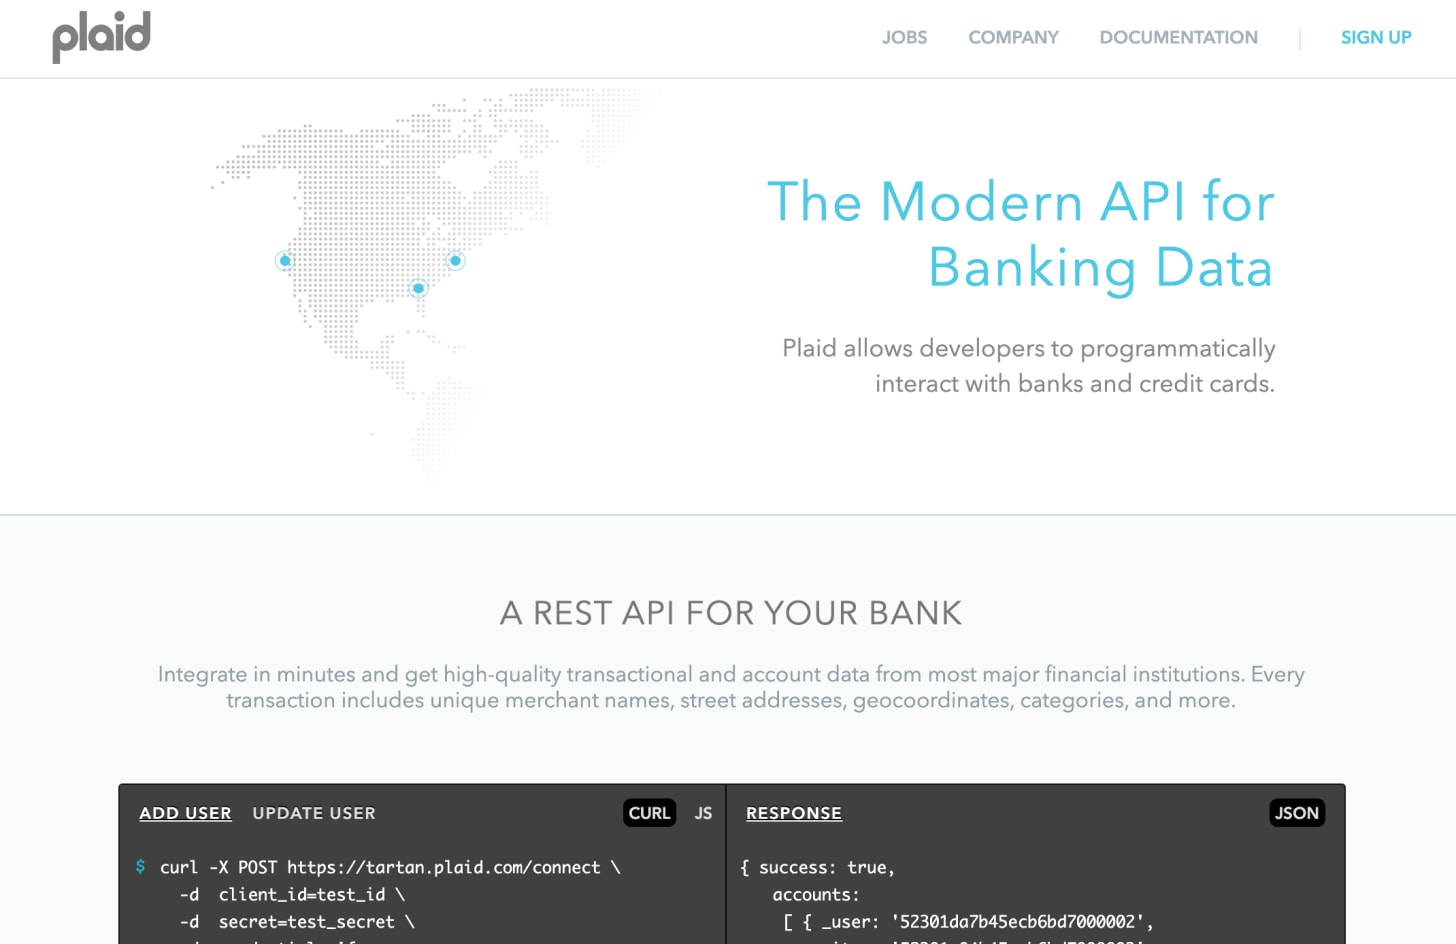 plaid
JOBS COMPANY DOCUMENTATION SIGN UP
The Modern API for
Banking Data
Plaid allows developers to programmatically
interact with banks and credit cards.
A REST API FOR YOUR BANK
Integrate in minutes and get high-quality transactional and account data from most major financial institutions. Every
transaction includes unique merchant names, street addresses, geocoordinates, categories, and more.
ADD USER UPDATE USER CURL JS
$ curl -X POST https://tartan.plaid.com/connect \
-d client_id=test_id \
-d secret=test_secret \
RESPONSE JSON
{ success: true,
accounts:
[ { _user: '52301da7b45ecb6bd7000002',